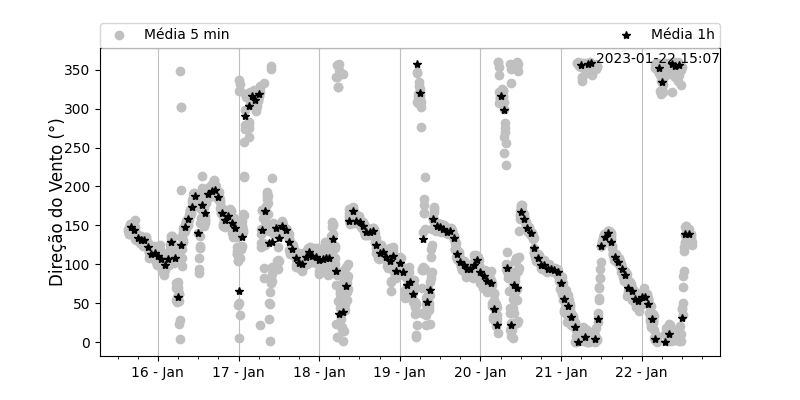 Média 5 min
Média 1h
2023-01-22 15:07
Direção do Vento (°)
350
300
250
200
150
100
50
0
16 - Jan
17 - Jan
18 - Jan
19 - Jan
20 - Jan
21 - Jan
22 - Jan